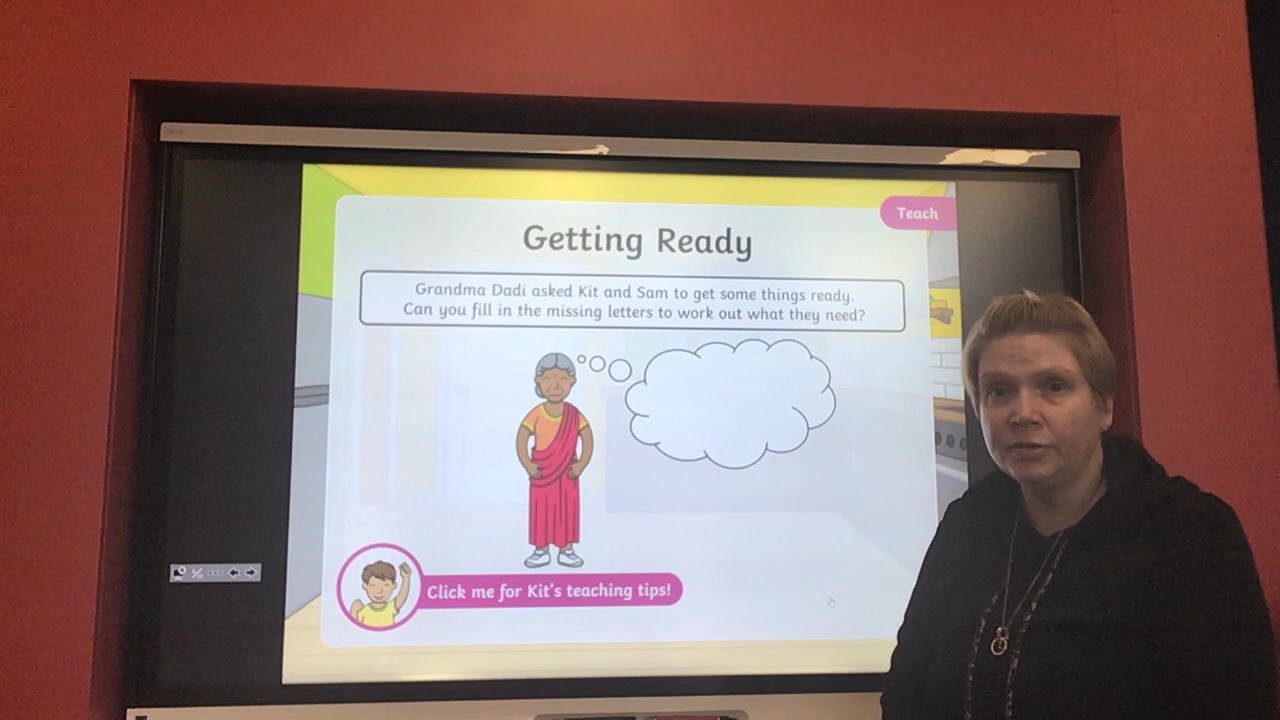 Teach
Getting Ready
Grandma Dadi asked Kit and Sam to get some things ready.
Can you fill in the missing letters to work out what they need?
Click me for Kit's teaching tips!